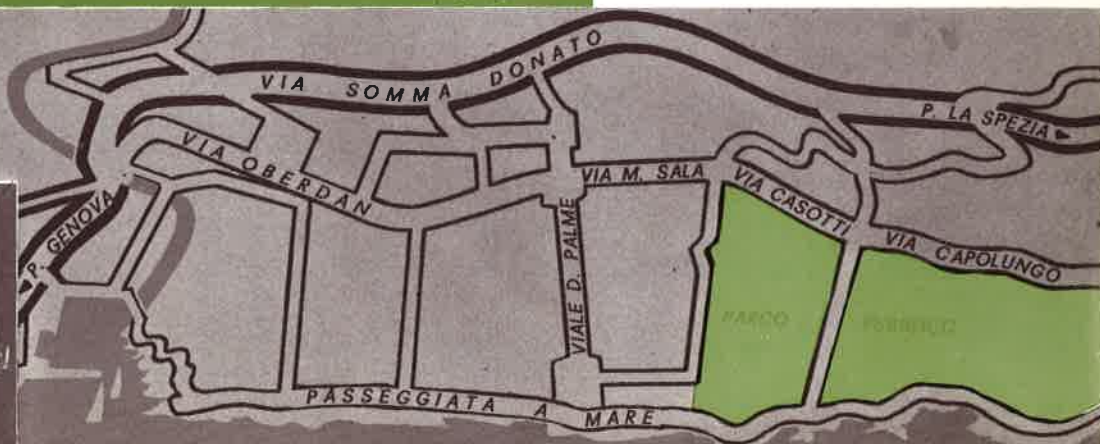 VIA SOMMA DONATO
P. LA SPEZIA
VIA OBERDAN
VIA M. SALA
VIA CASOTTI
P. GENOVA
VIALE D. PALME
VIA CAPOLUNGO
PARCO PUBBLICO
PASSEGGIATA A MARE